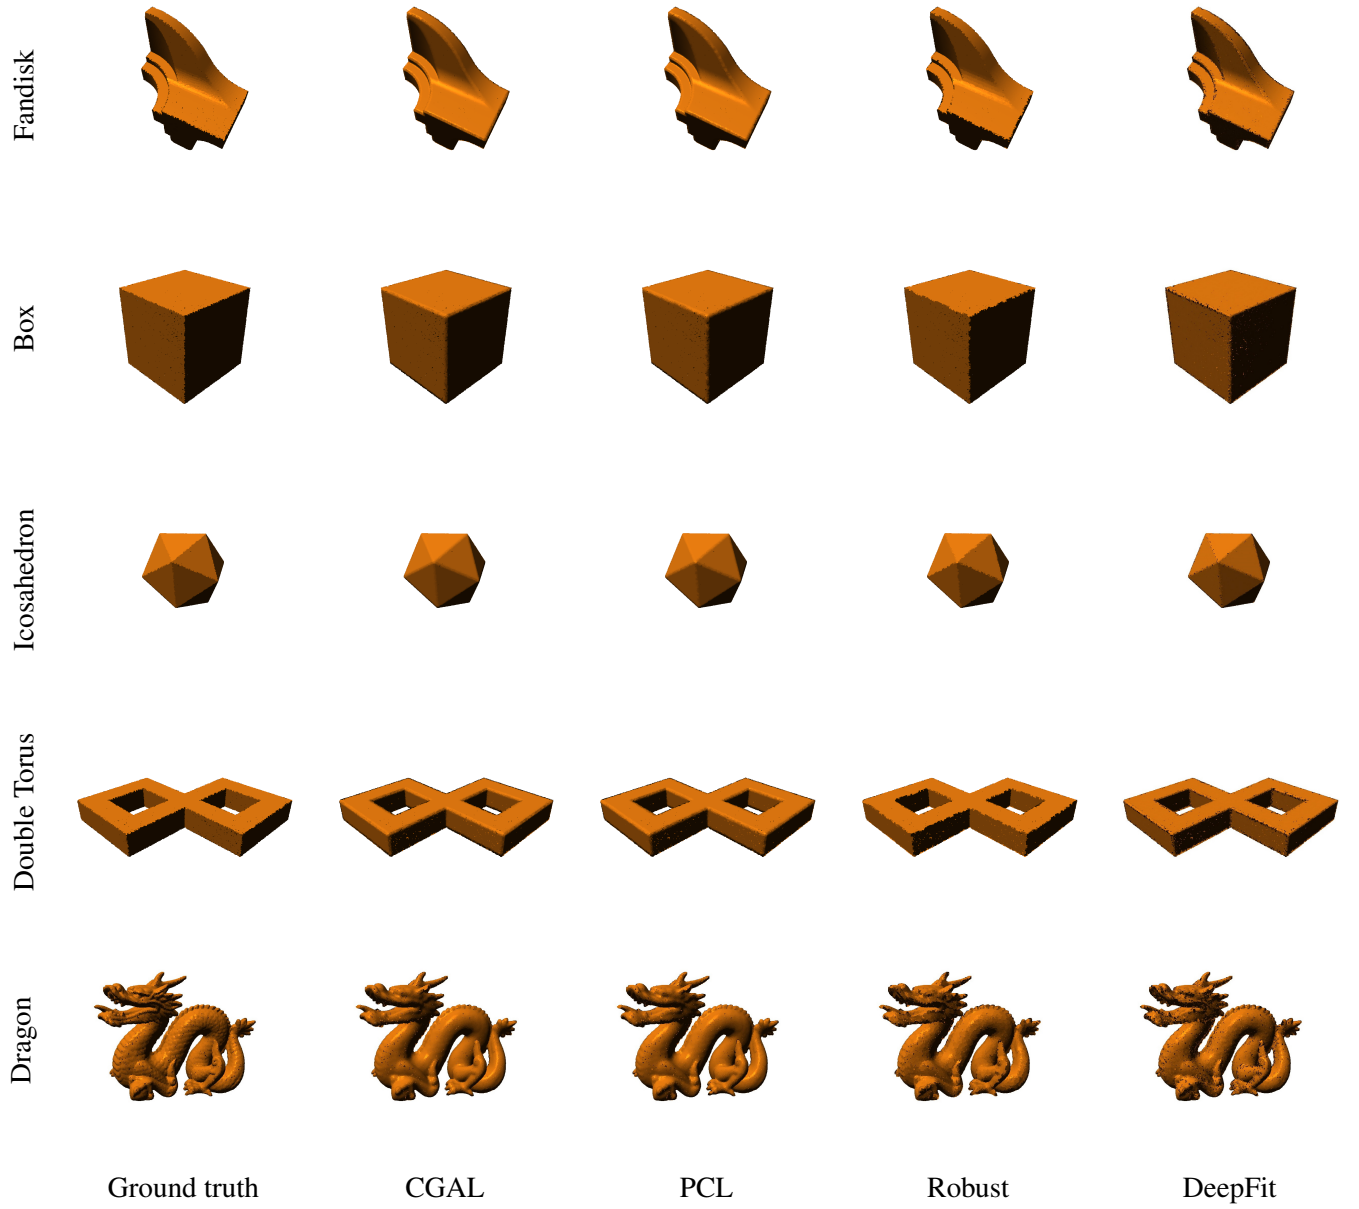 Fandisk
Box
Icosahedron
Double Torus
Dragon
Ground truth
CGAL
PCL
Robust
DeepFit